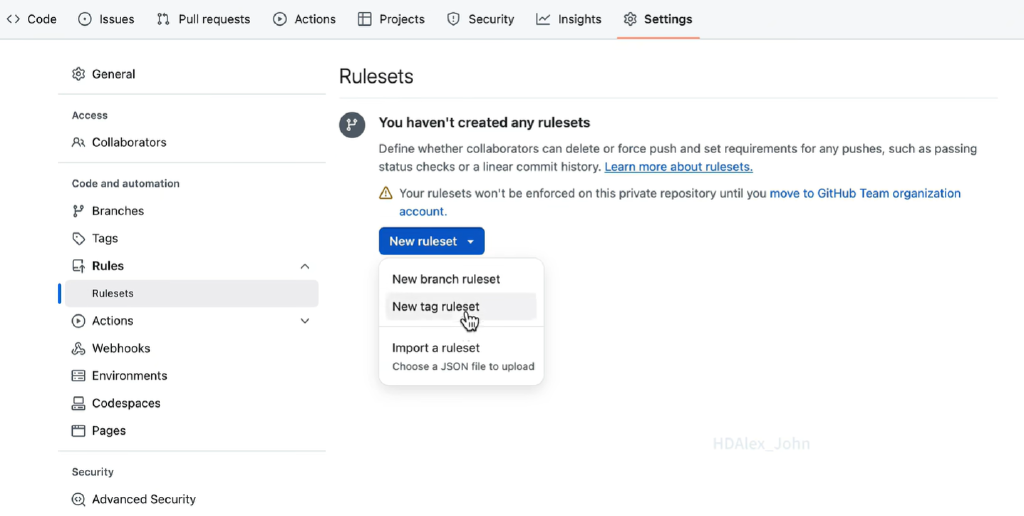 Code Issues Pull requests Actions Projects Security Insights Settings
General
Access
Collaborators
Code and automation
Branches
Tags
Rules
Rulesets
Actions
Webhooks
Environments
Codespaces
Pages
Security
Advanced Security
Rulesets
You haven't created any rulesets
Define whether collaborators can delete or force push and set requirements for any pushes, such as passing
status checks or a linear commit history. Learn more about rulesets.
Your rulesets won't be enforced on this private repository until you move to GitHub Team organization
account.
New ruleset
New branch ruleset
New tag ruleset
Import a ruleset
Choose a JSON file to upload
HDAlex_John